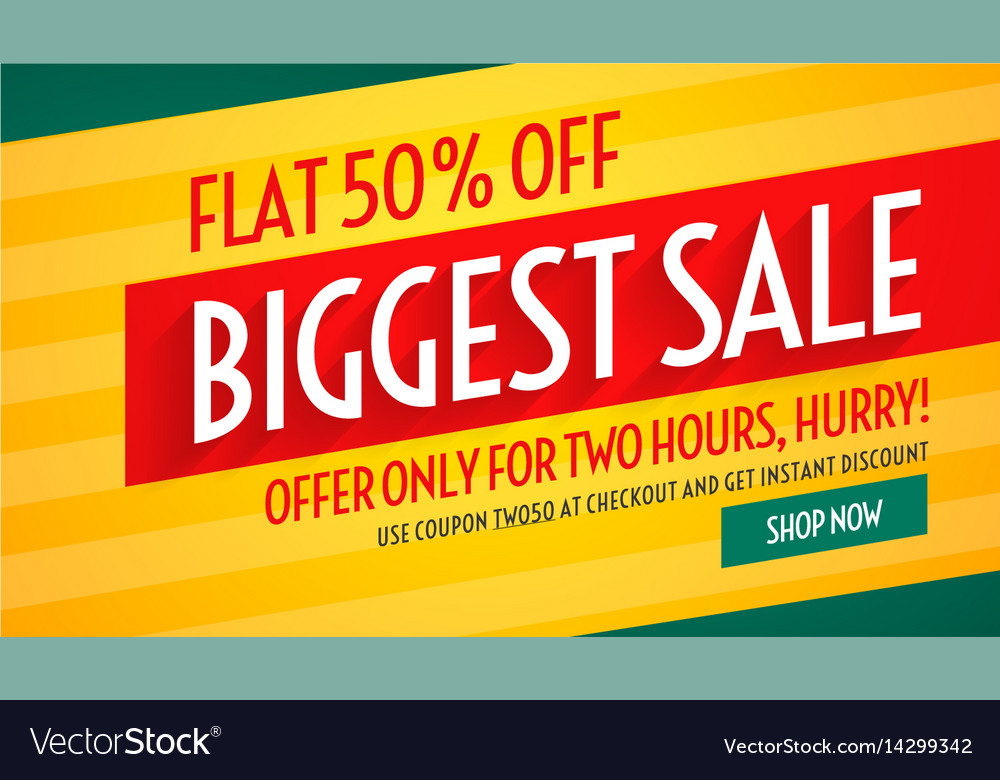 FLAT 50% OFF
BIGGEST SALE
OFFER ONLY FOR TWO HOURS, HURRY!
USE COUPON TWO50 AT CHECKOUT AND GET INSTANT DISCOUNT
SHOP NOW
VectorStock®
VectorStock.com/14299342